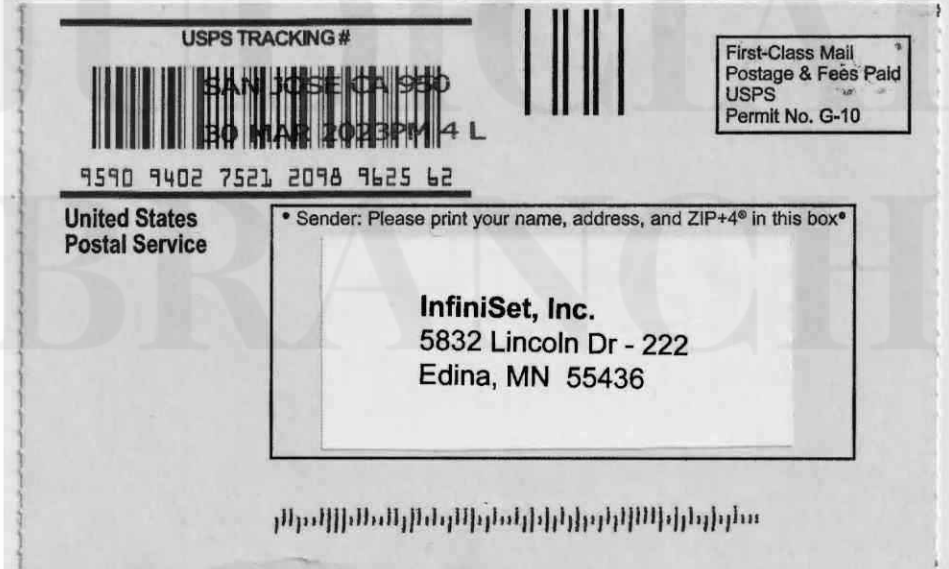 USPS TRACKING #
SAN JOSE CA 950
30 MAR 2023PM 4 L
9590 9402 7521 2098 9625 62
First-Class Mail
Postage & Fees Paid
USPS
Permit No. G-10
United States
Postal Service
• Sender: Please print your name, address, and ZIP+4® in this box•
InfiniSet, Inc.
5832 Lincoln Dr - 222
Edina, MN 55436
BRANCH